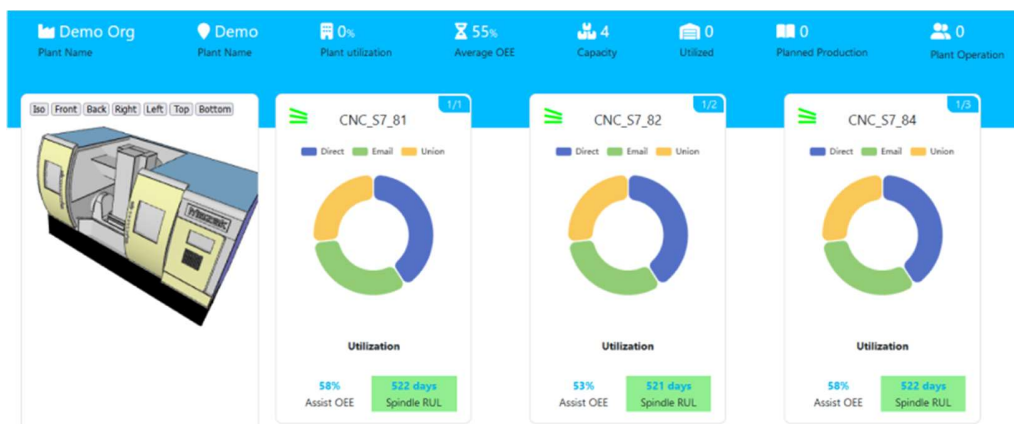 Demo Org
Plant Name
Demo
Plant Name
0%
Plant utilization
55%
Average OEE
4
Capacity
0
Utilized
0
Planned Production
0
Plant Operation
Iso Front Back Right Left Top Bottom
1/1
CNC_S7_81
Direct Email Union
Utilization
58%
Assist OEE
522 days
Spindle RUL
1/2
CNC_S7_82
Direct Email Union
Utilization
53%
Assist OEE
521 days
Spindle RUL
1/3
CNC_S7_84
Direct Email Union
Utilization
58%
Assist OEE
522 days
Spindle RUL